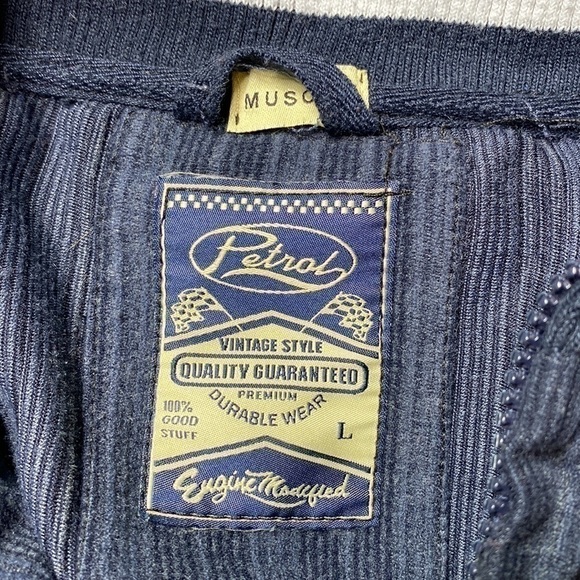 MUSC
Petrol
VINTAGE STYLE
QUALITY GUARANTEED
PREMIUM
DURABLE WEAR
100%
GOOD
STUFF
L
Engine Modified